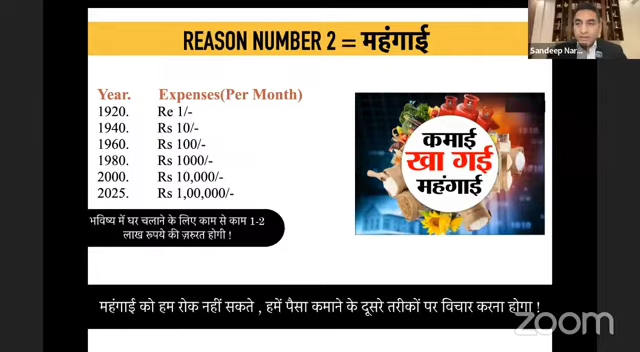 REASON NUMBER 2 = महंगाई
Sandeep Nar
Year. Expenses(Per Month)
1920. Re 1/-
1940. Rs 10/-
1960. Rs 100/-
1980. Rs 1000/-
2000. Rs 10,000/-
2025. Rs 1,00,000/-
कमाई
खा गई
महंगाई
भविष्य में घर चलाने के लिए काम से काम 1-2
लाख रूपये की ज़रुरत होगी !
महंगाई को हम रोक नहीं सकते , हमें पैसा कमाने के दूसरे तरीकों पर विचार करना होगा !
zoom